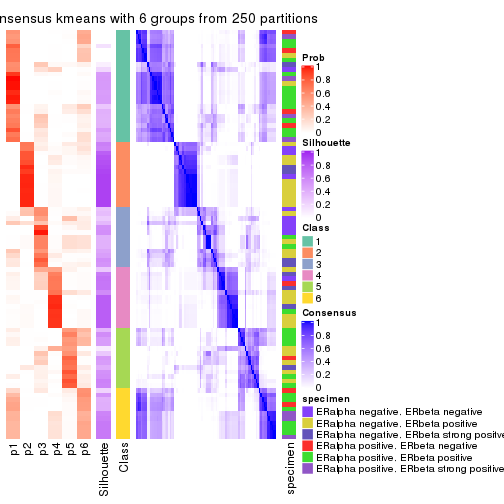 nsensus kmeans with 6 groups from 250 partitions
Prob
1
0.8
0.6
0.4
0.2
0
Silhouette
1
0.8
0.6
0.4
0.2
0
Class
1
2
3
4
5
6
Consensus
1
0.8
0.6
0.4
0.2
0
specimen
ERalpha negative. ERbeta negative
ERalpha negative. ERbeta positive
ERalpha negative. ERbeta strong positive
ERalpha positive. ERbeta negative
ERalpha positive. ERbeta positive
ERalpha positive. ERbeta strong positive
p1
p2
p3
p4
p5
p6
Silhouette
Class
specimen